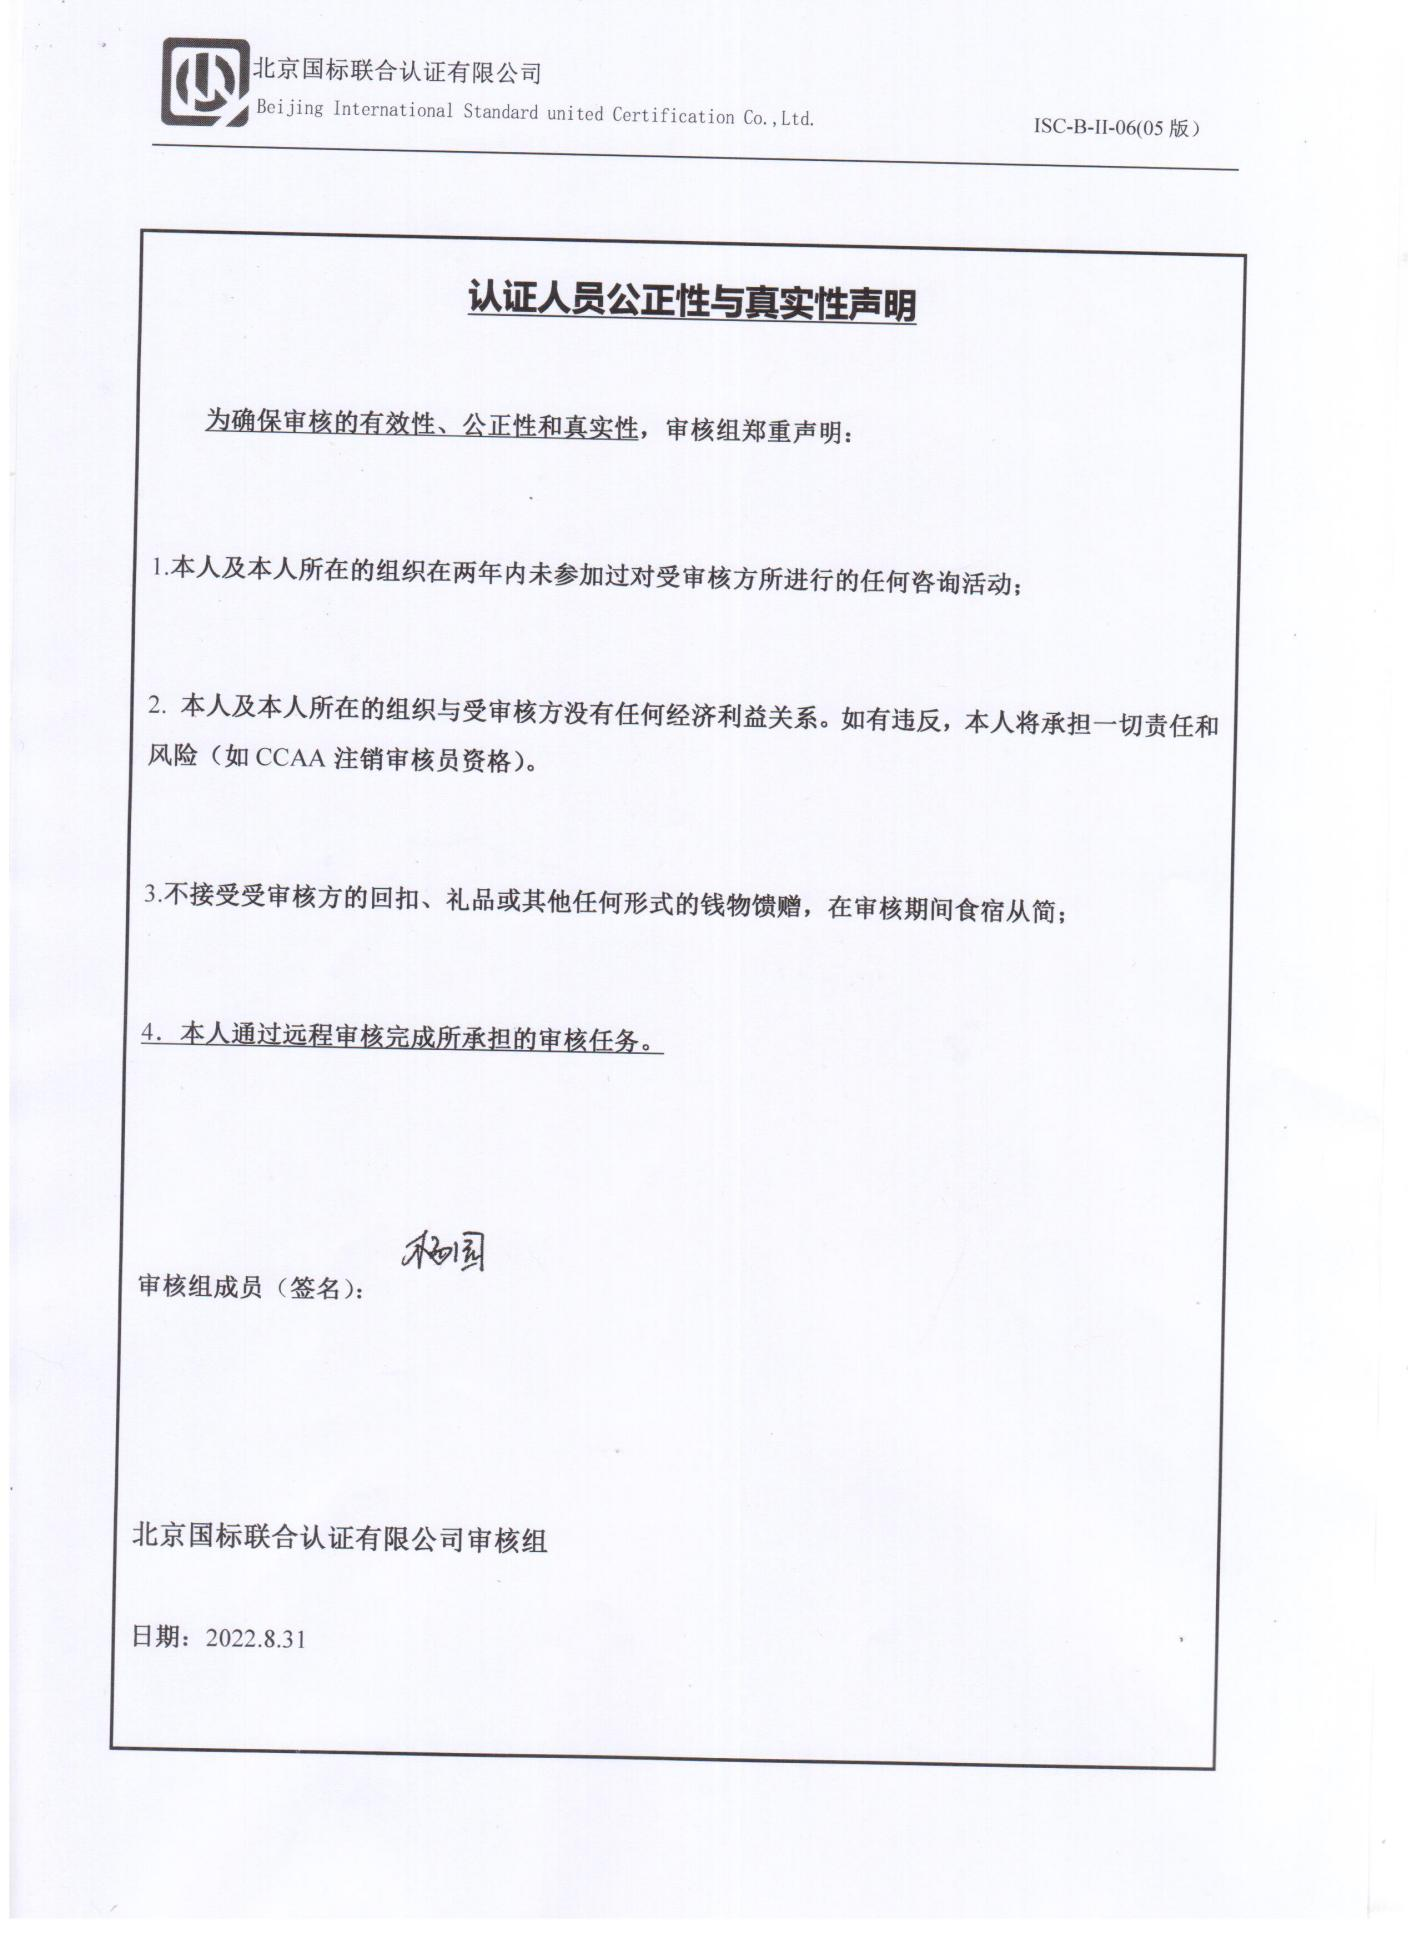 北京国标联合认证有限公司
Beijing International Standard united Certification Co.,Ltd.
ISC-B-II-06(05 版）
认证人员公正性与真实性声明
为确保审核的有效性、公正性和真实性，审核组郑重声明：
1.本人及本人所在的组织在两年内未参加过对受审核方所进行的任何咨询活动；
2. 本人及本人所在的组织与受审核方没有任何经济利益关系。如有违反，本人将承担一切责任和
风险（如 CCAA 注销审核员资格）。
3.不接受受审核方的回扣、礼品或其他任何形式的钱物馈赠，在审核期间食宿从简；
4. 本人通过远程审核完成所承担的审核任务。
杨园
审核组成员（签名）：
北京国标联合认证有限公司审核组
日期：2022.8.31